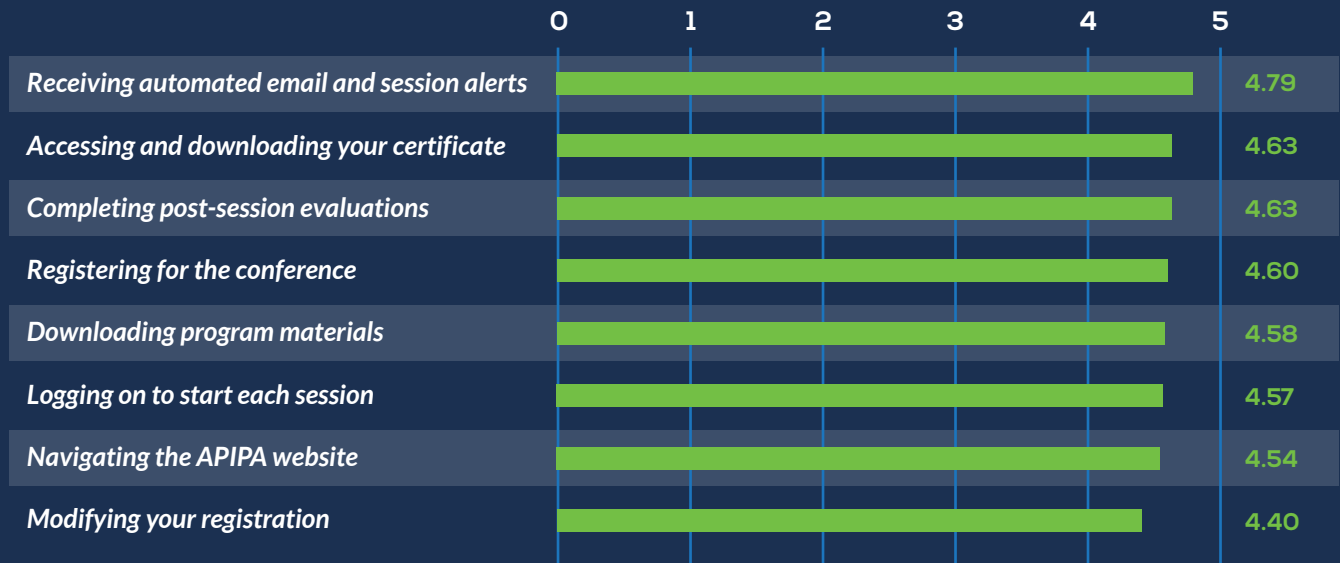 0 1 2 3 4 5
Receiving automated email and session alerts 4.79
Accessing and downloading your certificate 4.63
Completing post-session evaluations 4.63
Registering for the conference 4.60
Downloading program materials 4.58
Logging on to start each session 4.57
Navigating the APIPA website 4.54
Modifying your registration 4.40